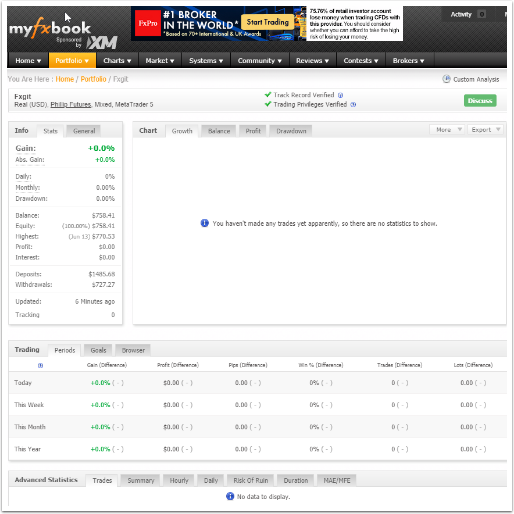 myfxbook
Sponsored by XM
FxPro
#1 BROKER
IN THE WORLD*
*Based on 70+ International & UK Awards
Start Trading
75.76% of retail investor account
lose money when trading CFDs with
this provider. You should consider
whether you can afford to take the high
risk of losing your money.
Activity 0
Home Portfolio Charts Market Systems Community Reviews Contests Brokers
You Are Here : Home / Portfolio / Fxgit Custom Analysis
Fxgit
Real (USD), Phillip Futures, Mixed, MetaTrader 5
Track Record Verified
Trading Privileges Verified
Discuss
Info Stats General
Gain: +0.0%
Abs. Gain: +0.0%
Daily: 0%
Monthly: 0.00%
Drawdown: 0.00%
Balance: $758.41
Equity: (100.00%) $758.41
Highest: (Jun 13) $770.53
Profit: $0.00
Interest: $0.00
Deposits: $1485.68
Withdrawals: $727.27
Updated: 6 Minutes ago
Tracking 0
Chart Growth Balance Profit Drawdown More Export
You haven't made any trades yet apparently, so there are no statistics to show.
Trading Periods Goals Browser
Gain (Difference) Profit (Difference) Pips (Difference) Win % (Difference) Trades (Difference) Lots (Difference)
Today +0.0% ( - ) $0.00 ( - ) 0.00 ( - ) 0% ( - ) 0 ( - ) 0.00 ( - )
This Week +0.0% ( - ) $0.00 ( - ) 0.00 ( - ) 0% ( - ) 0 ( - ) 0.00 ( - )
This Month +0.0% ( - ) $0.00 ( - ) 0.00 ( - ) 0% ( - ) 0 ( - ) 0.00 ( - )
This Year +0.0% ( - ) $0.00 ( - ) 0.00 ( - ) 0% ( - ) 0 ( - ) 0.00 ( - )
Advanced Statistics Trades Summary Hourly Daily Risk Of Ruin Duration MAE/MFE
No data to display.